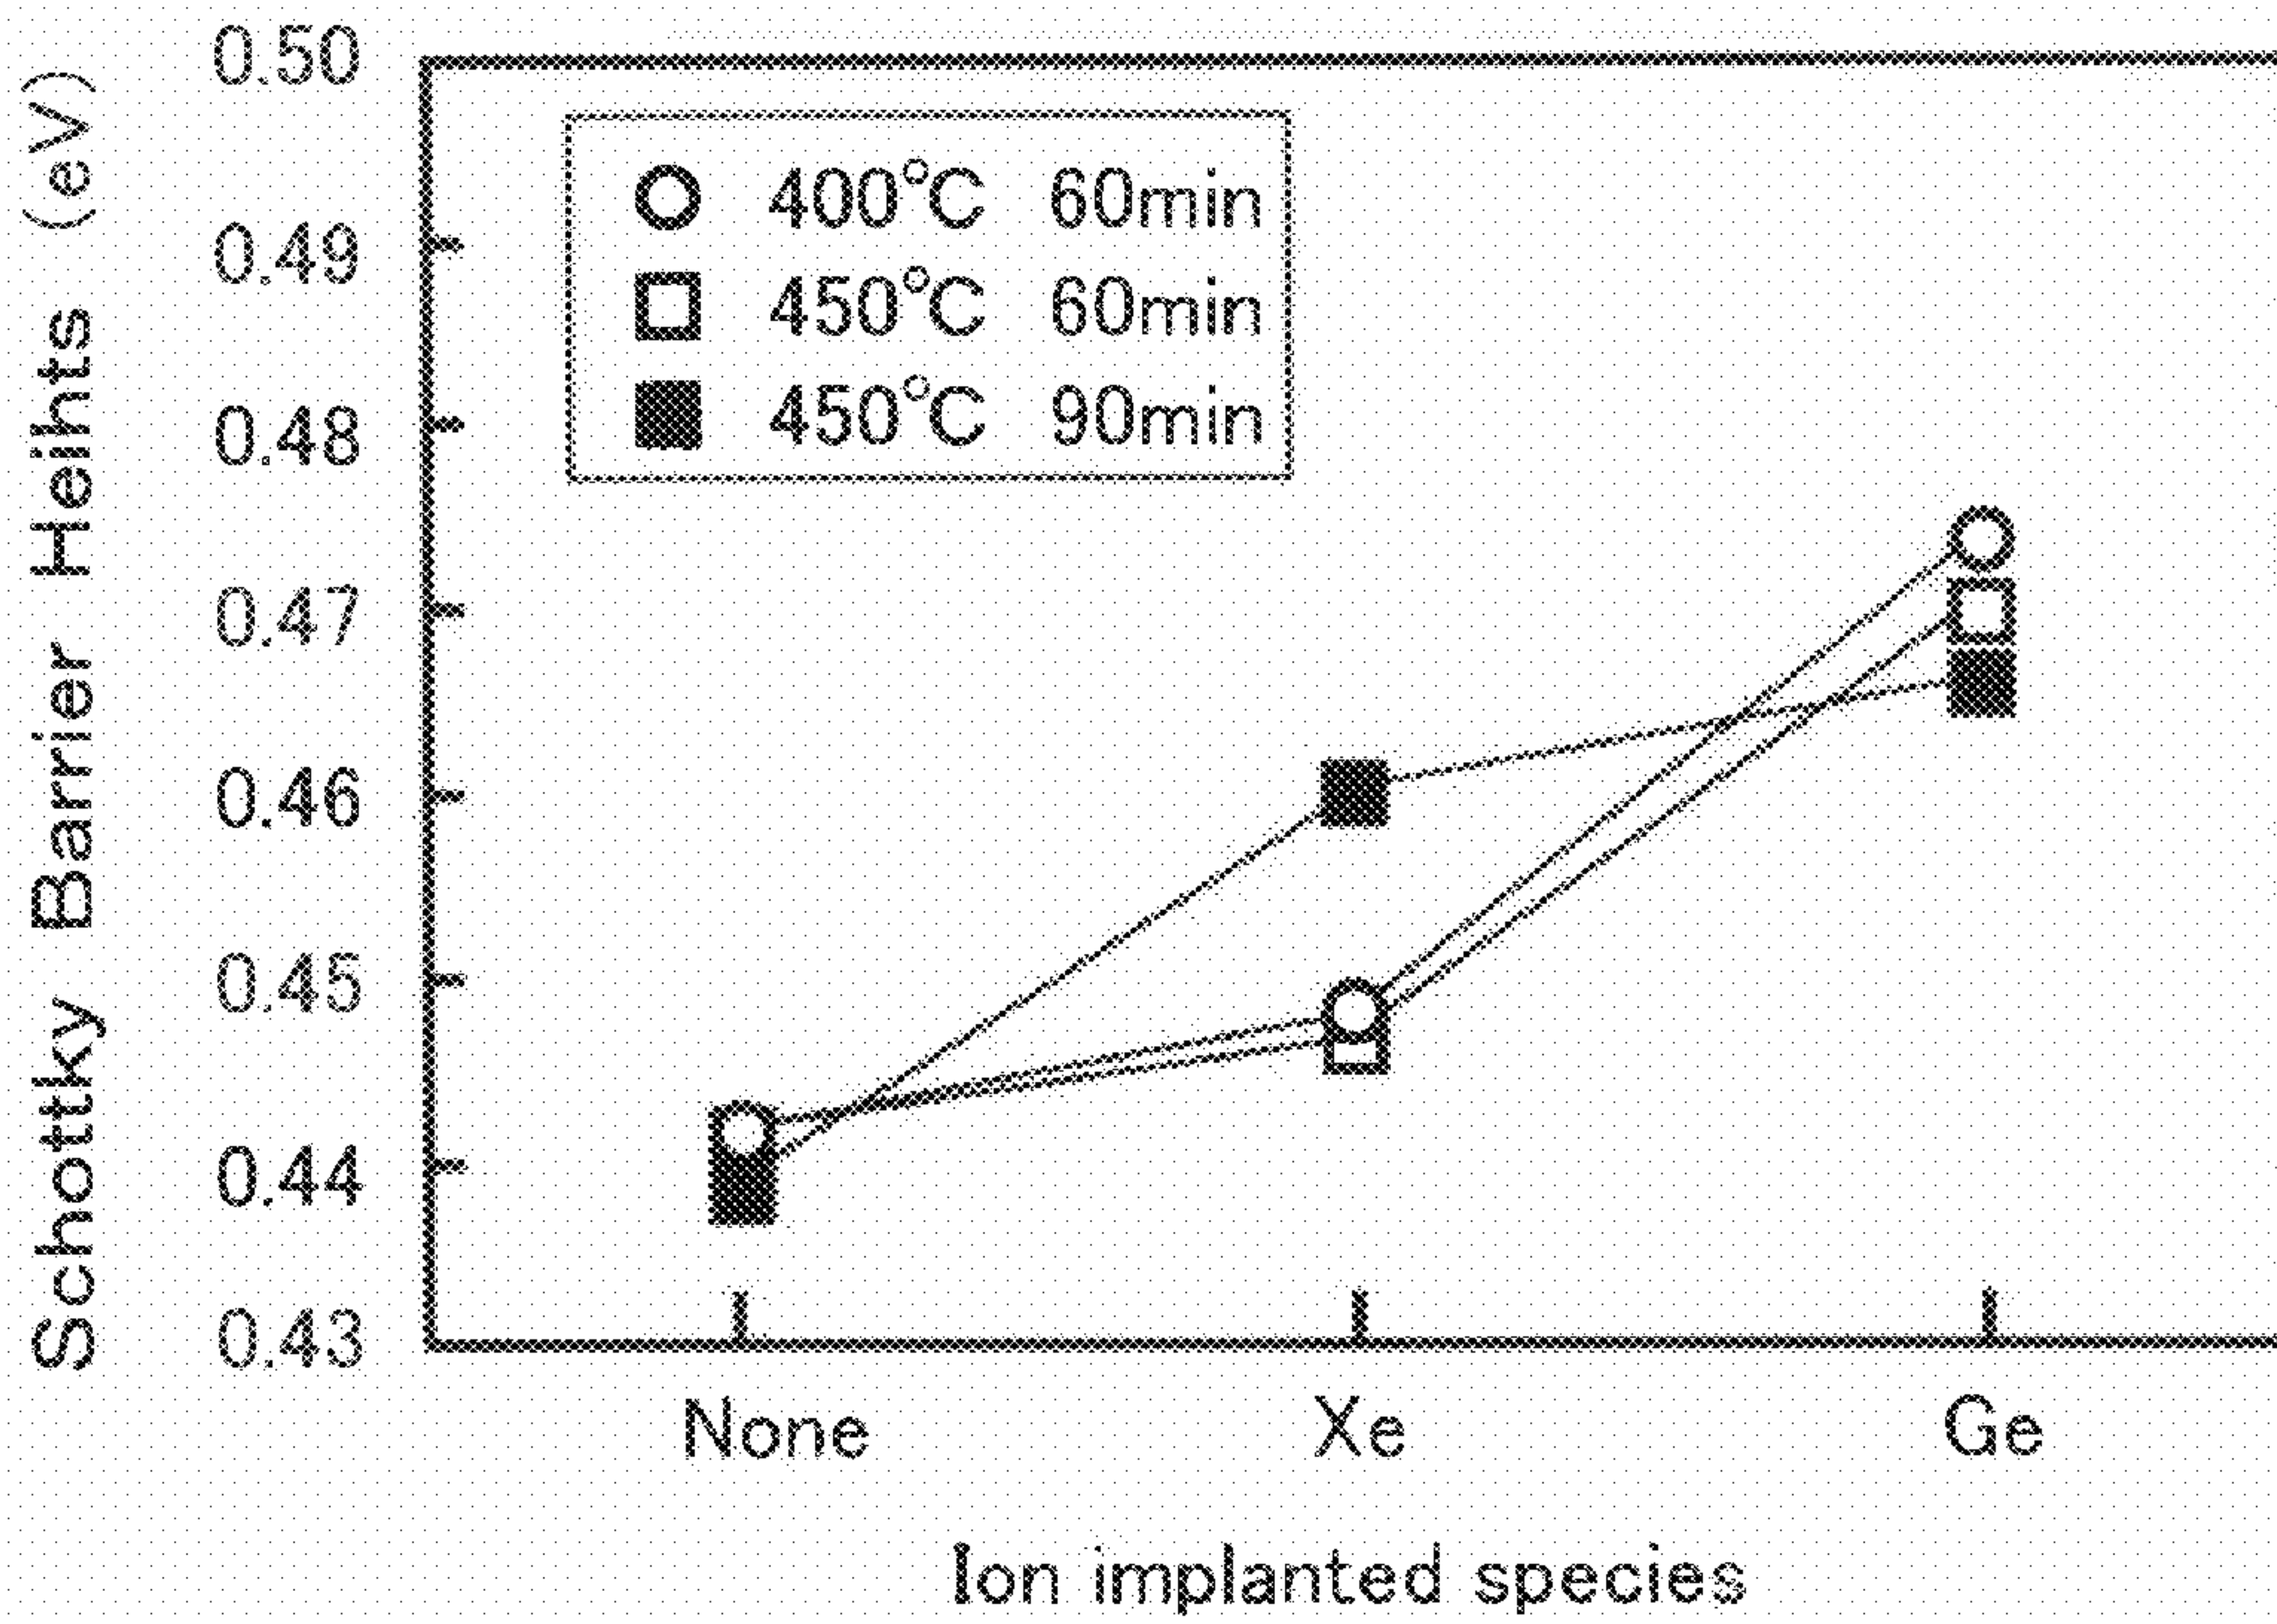 Schottky Barrier Heihts (eV)
0.50
0.49
0.48
0.47
0.46
0.45
0.44
0.43
400°C 60min
450°C 60min
450°C 90min
None Xe Ge
Ion implanted species